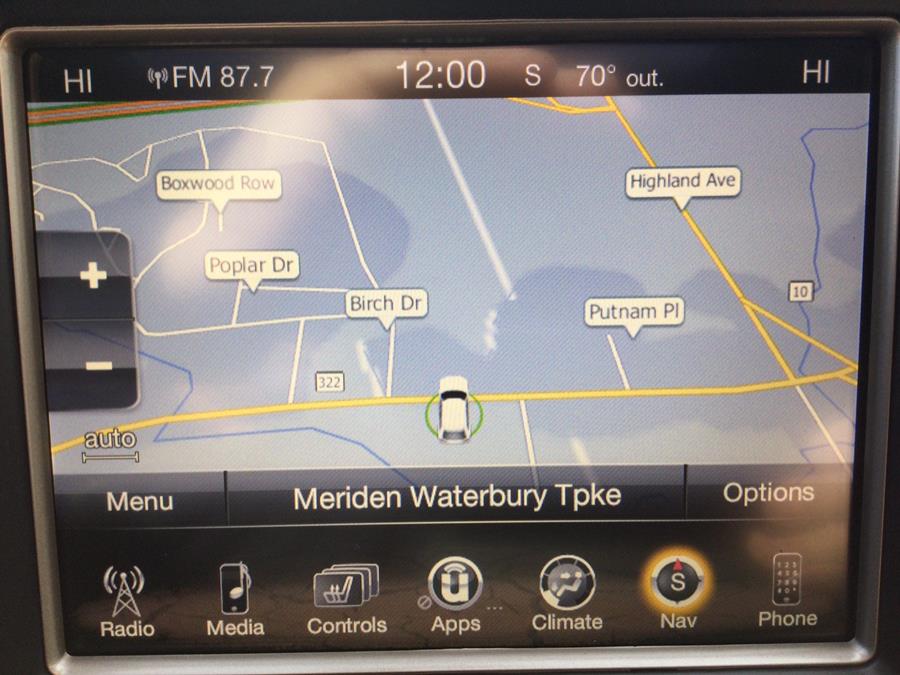 HI FM 87.7 12:00 S 70° out. HI
Boxwood Row
Highland Ave
Poplar Dr
Birch Dr
Putnam Pl
10
322
+
−
auto
Menu Meriden Waterbury Tpke Options
S
Radio Media Controls Apps ... Climate Nav Phone